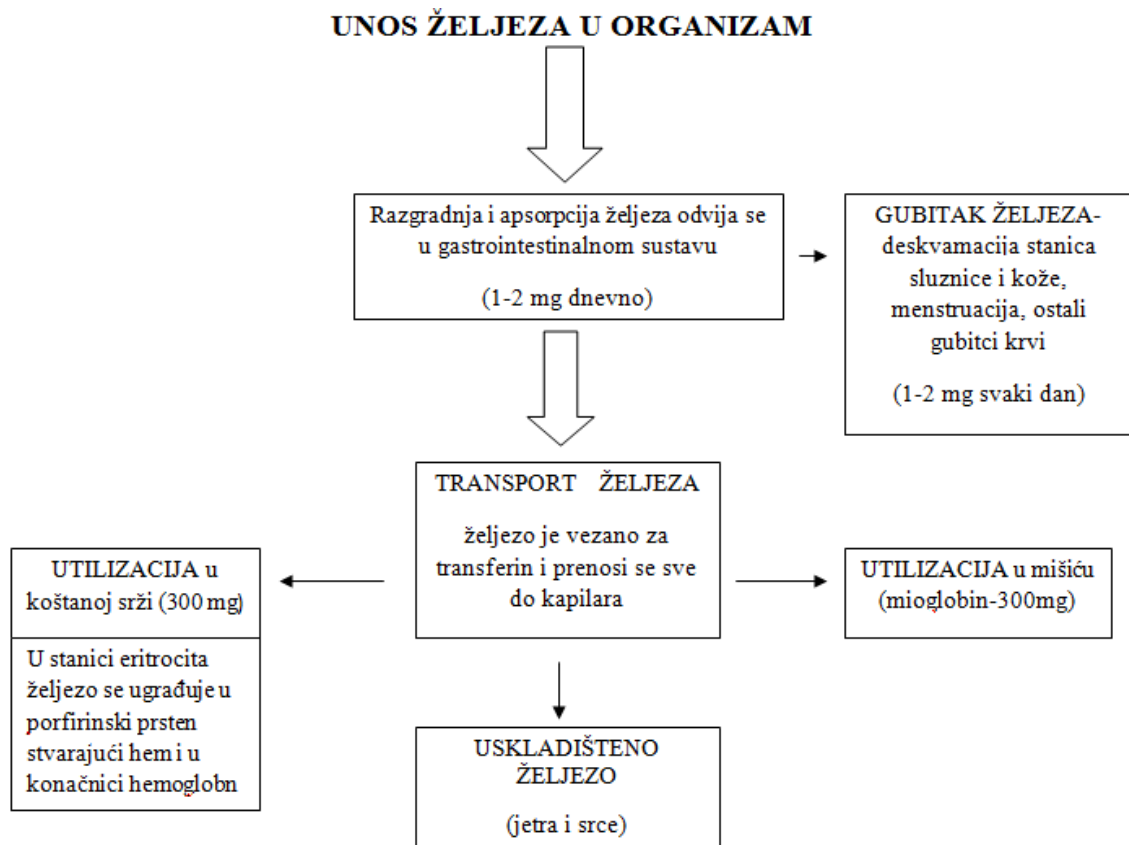 UNOS ŽELJEZA U ORGANIZAM
Razgradnja i apsorpcija željeza odvija se
u gastrointestinalnom sustavu
(1-2 mg dnevno)
GUBITAK ŽELJEZA-
deskvamacija stanica
sluznice i kože,
menstruacija, ostali
gubitci krvi
(1-2 mg svaki dan)
TRANSPORT ŽELJEZA
željezo je vezano za
transferin i prenosi se sve
do kapilara
UTILIZACIJA u
koštanoj srži (300 mg)
U stanici eritrocita
željezo se ugrađuje u
porfirinski prsten
stvarajući hem i u
konačnici hemoglobn
UTILIZACIJA u mišiću
(mioglobin-300mg)
USKLADIŠTENO
ŽELJEZO
(jetra i srce)